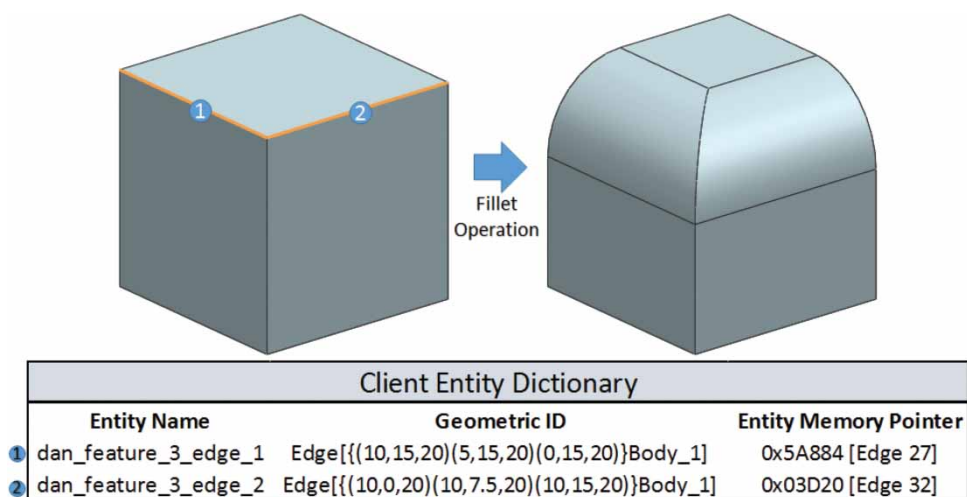 1
2
Fillet
Operation
Client Entity Dictionary
Entity Name Geometric ID Entity Memory Pointer
1 dan_feature_3_edge_1 Edge[{(10,15,20)(5,15,20)(0,15,20)}Body_1] 0x5A884 [Edge 27]
2 dan_feature_3_edge_2 Edge[{(10,0,20)(10,7.5,20)(10,15,20)}Body_1] 0x03D20 [Edge 32]